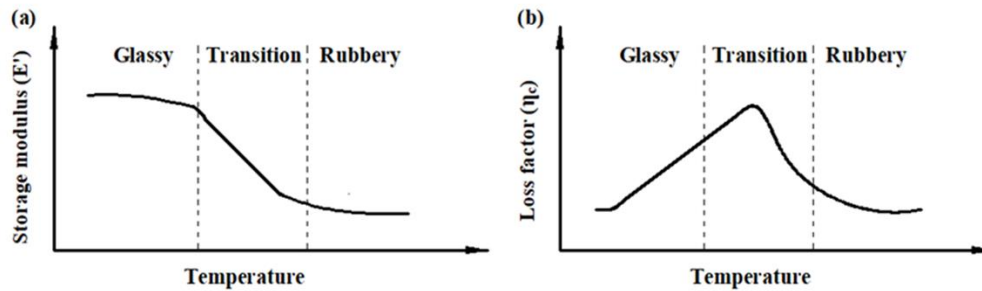 (a)
Glassy Transition Rubbery
Storage modulus (E')
Temperature
(b)
Glassy Transition Rubbery
Loss factor (ηc)
Temperature